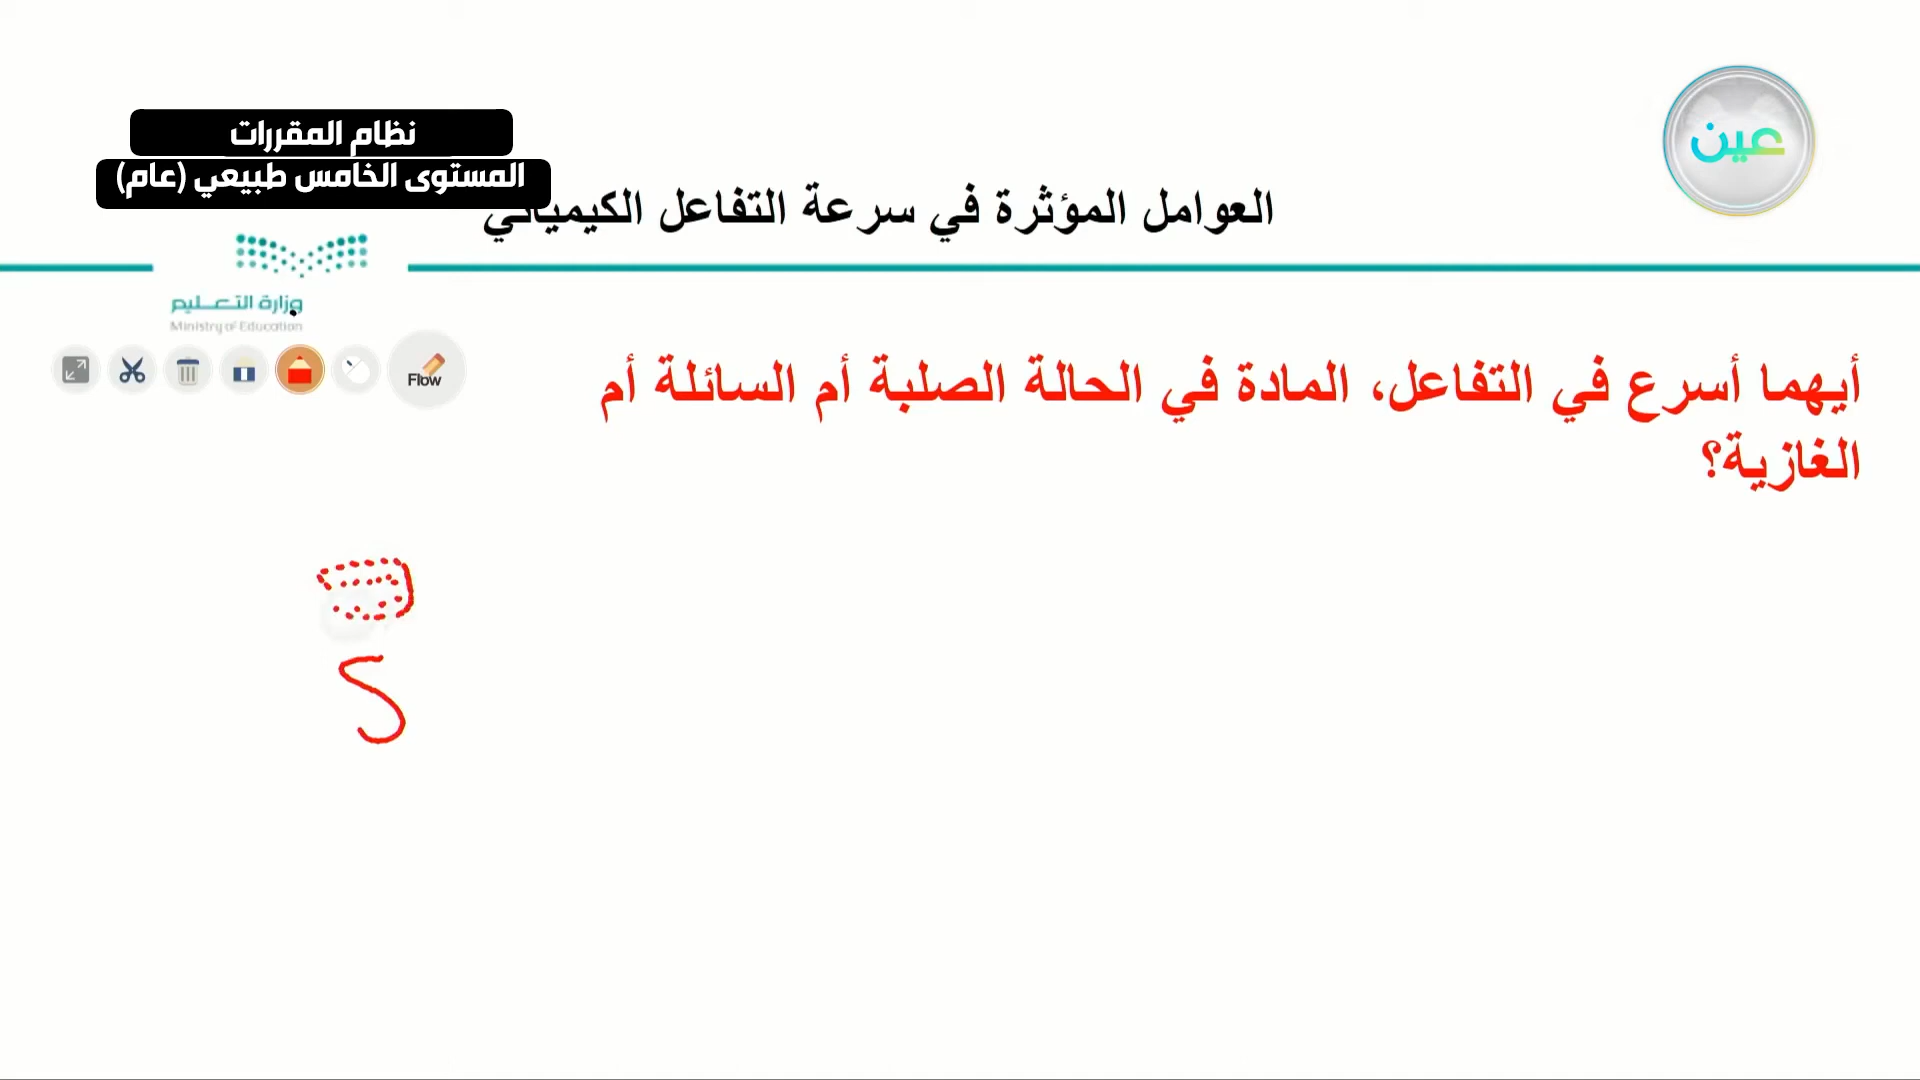 نظام المقررات
المستوى الخامس طبيعي (عام)
عين
العوامل المؤثرة في سرعة التفاعل الكيميائي
وزارة التعليم
Ministry of Education
Flow
أيهما أسرع في التفاعل، المادة في الحالة الصلبة أم السائلة أم
الغازية؟
S